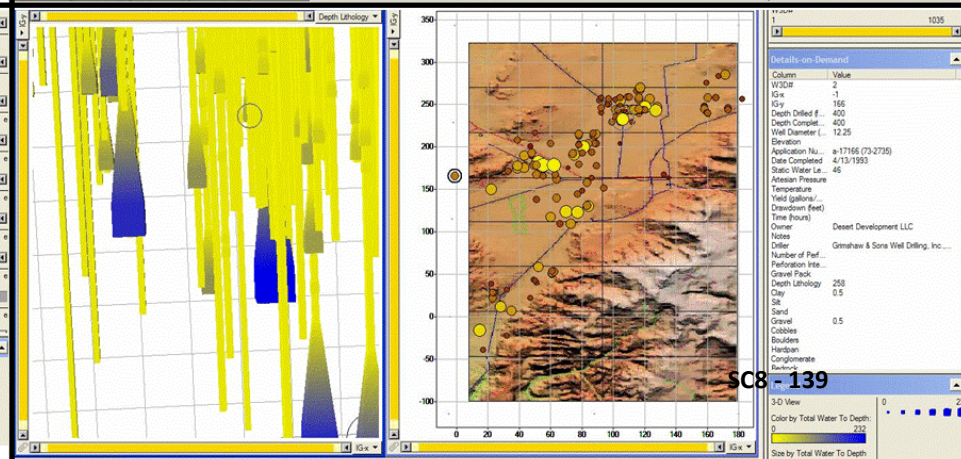 IG-y
Depth Lithology
350
300
250
200
150
100
50
0
-50
-100
0 20 40 60 80 100 120 140 160 180
IG-x
IG-y
IG-x
W3D#
1 1035
Details-on-Demand
Column Value
W3D# 2
IG-x -1
IG-y 166
Depth Drilled (f... 400
Depth Complet... 400
Well Diameter (... 12.25
Elevation
Application Nu... a-17166 (73-2735)
Date Completed 4/13/1993
Static Water Le... 46
Artesian Pressure
Temperature
Yield (gallons/...
Drawdown (feet)
Time (hours)
Owner Desert Development LLC
Notes
Driller Grimshaw & Sons Well Drilling, Inc....
Number of Perf...
Perforation Inte...
Gravel Pack
Depth Lithology 258
Clay 0.5
Silt
Sand
Gravel 0.5
Cobbles
Boulders
Hardpan
Conglomerate
Bedrock
SC8 - 139
3-D View
Color by Total Water To Depth:
0 232
Size by Total Water To Depth
0 2